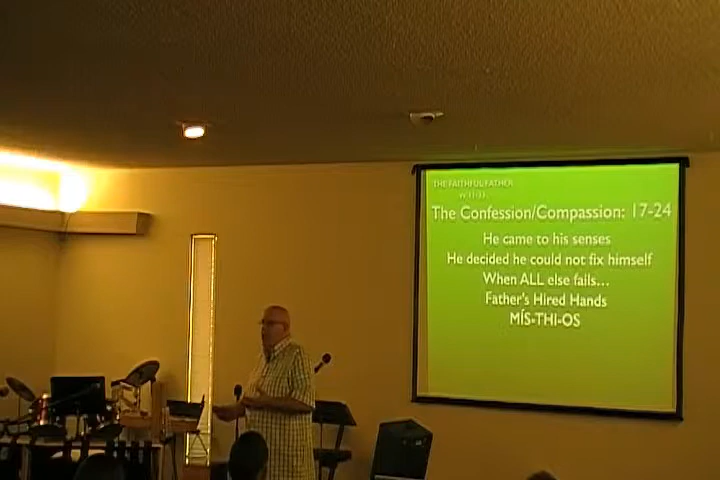 THE FAITHFUL FATHER
The Confession/Compassion: 17-24
He came to his senses
He decided he could not fix himself
When ALL else fails...
Father's Hired Hands
MÍS-THI-OS